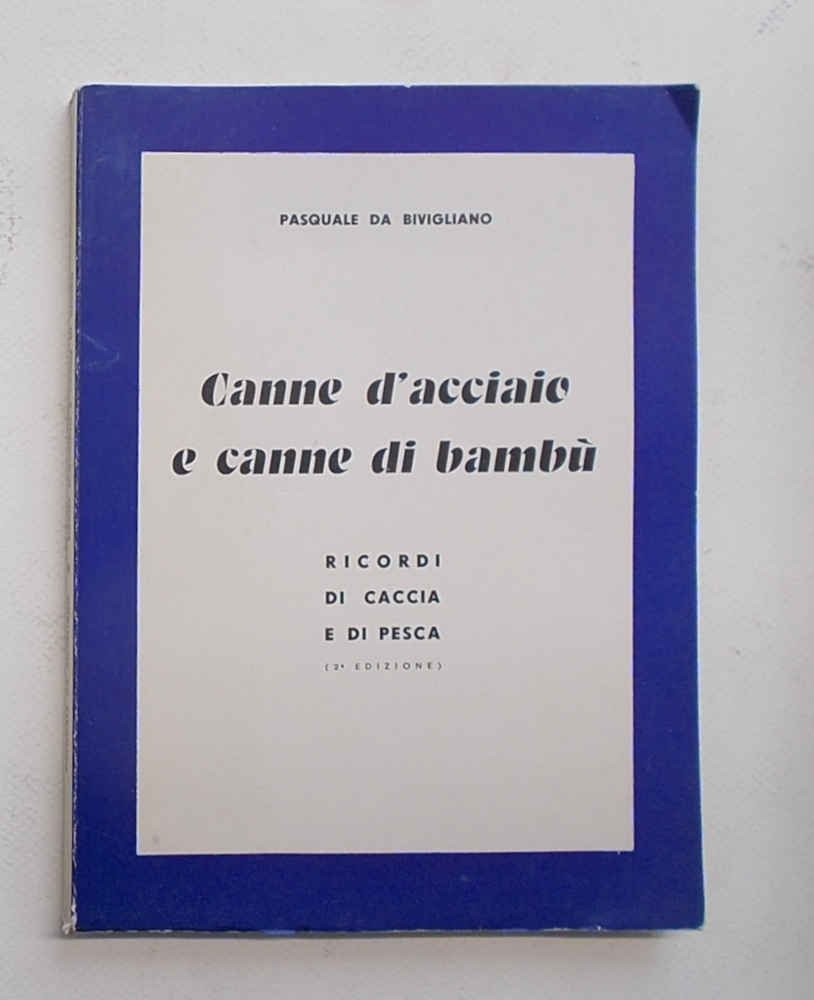 PASQUALE DA BIVIGLIANO
Canne d'acciaio
e canne di bambù
RICORDI
DI CACCIA
E DI PESCA
(2ª EDIZIONE)